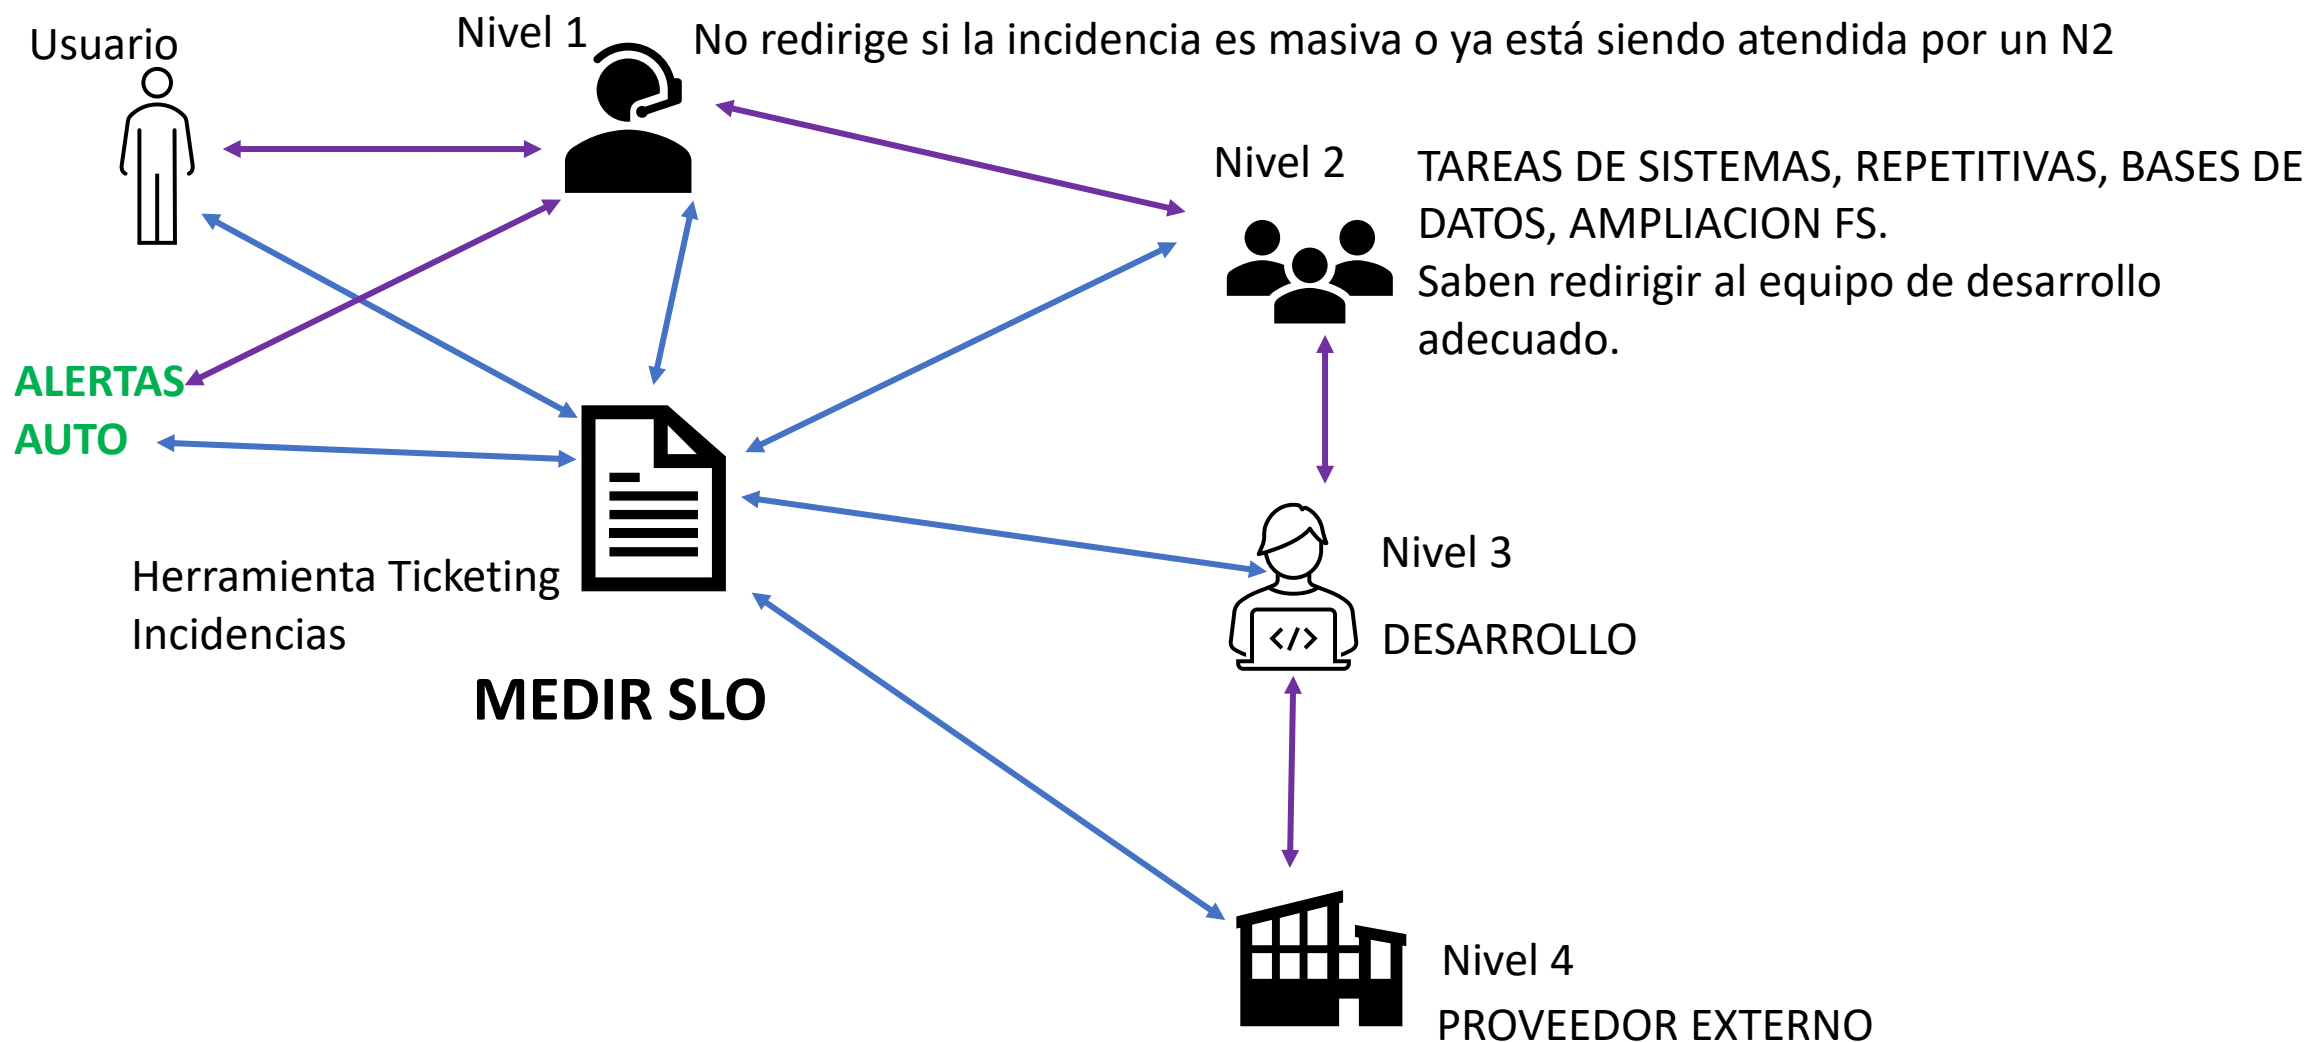 Usuario
Nivel 1
No redirige si la incidencia es masiva o ya está siendo atendida por un N2
Nivel 2
TAREAS DE SISTEMAS, REPETITIVAS, BASES DE
DATOS, AMPLIACION FS.
Saben redirigir al equipo de desarrollo
adecuado.
ALERTAS
AUTO
Herramienta Ticketing
Incidencias
MEDIR SLO
Nivel 3
DESARROLLO
</>
Nivel 4
PROVEEDOR EXTERNO